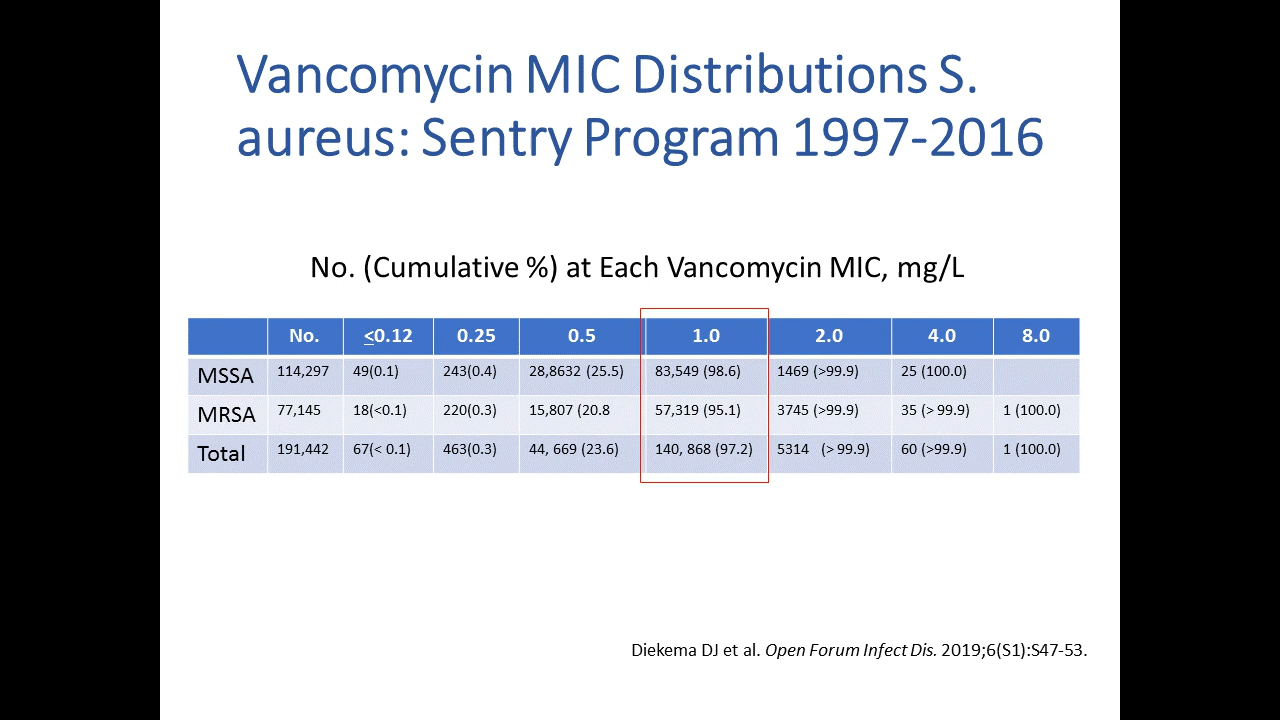 Vancomycin MIC Distributions S.
aureus: Sentry Program 1997-2016
No. (Cumulative %) at Each Vancomycin MIC, mg/L
No. <0.12 0.25 0.5 1.0 2.0 4.0 8.0
MSSA 114,297 49(0.1) 243(0.4) 28,8632 (25.5) 83,549 (98.6) 1469 (>99.9) 25 (100.0)
MRSA 77,145 18(<0.1) 220(0.3) 15,807 (20.8 57,319 (95.1) 3745 (>99.9) 35 (> 99.9) 1 (100.0)
Total 191,442 67(< 0.1) 463(0.3) 44, 669 (23.6) 140, 868 (97.2) 5314 (> 99.9) 60 (>99.9) 1 (100.0)
Diekema DJ et al. Open Forum Infect Dis. 2019;6(S1):S47-53.